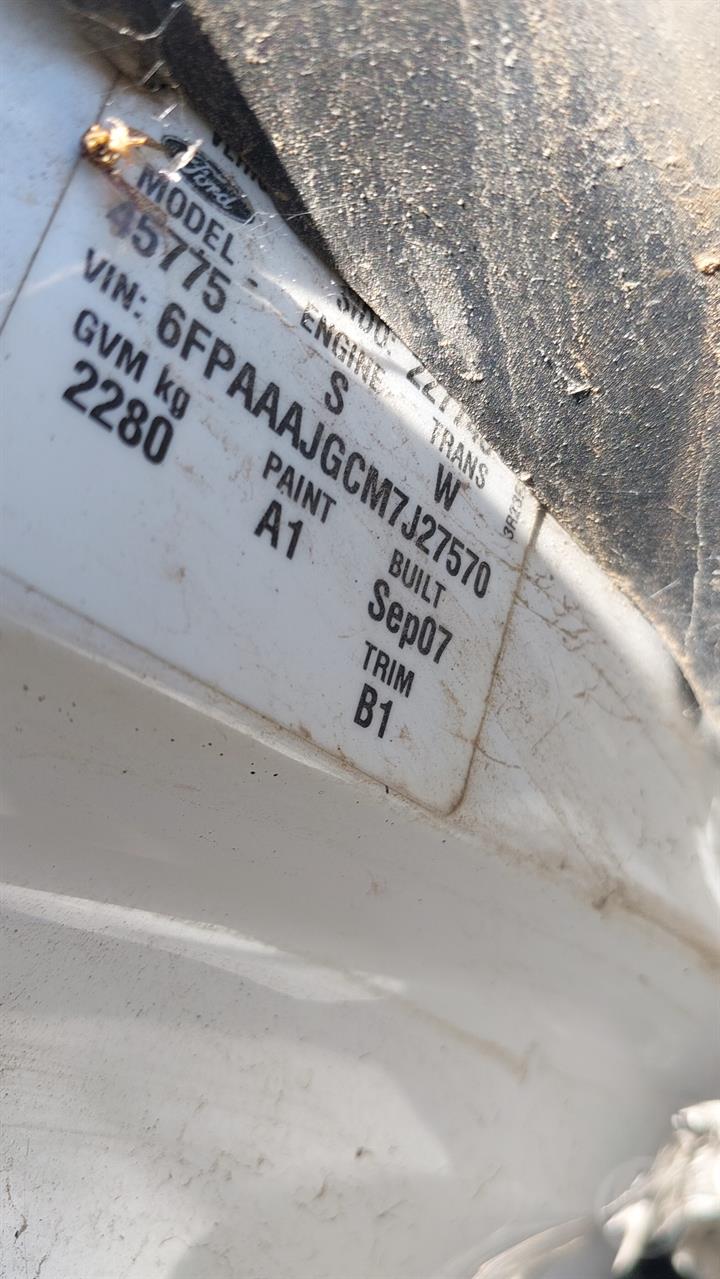 Ford
MODEL
ENGINE
TRANS
45775
S
W
VIN: 6FPAAAJGCM7J27570
GVM kg
PAINT
BUILT
2280
A1
Sep07
TRIM
B1